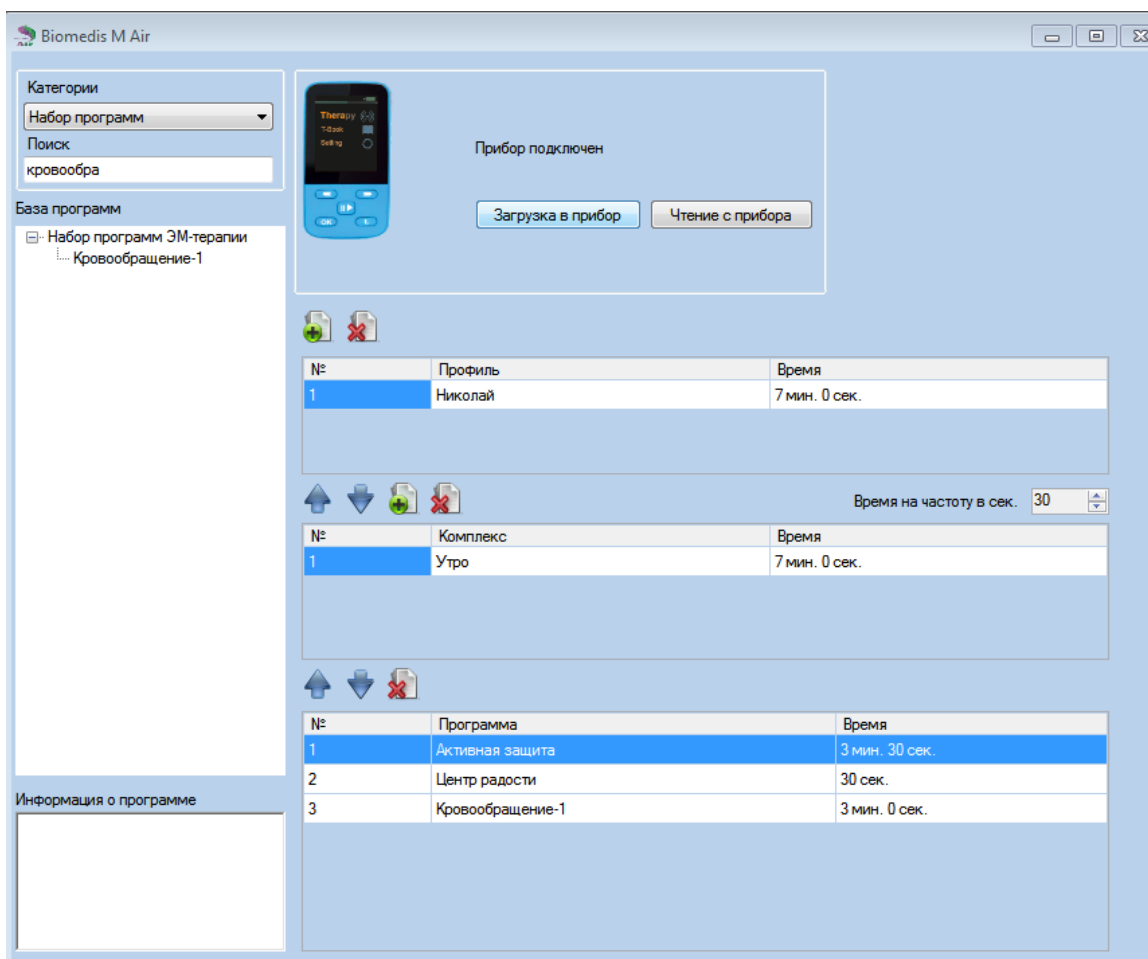 Biomedis M Air
Категории
Набор программ
Поиск
кровообра
База программ
Набор программ ЭМ-терапии
Кровообращение-1
Информация о программе
Therapy
Прибор подключен
Загрузка в прибор Чтение с прибора
№ Профиль Время
1 Николай 7 мин. 0 сек.
Время на частоту в сек. 30
№ Комплекс Время
1 Утро 7 мин. 0 сек.
№ Программа Время
1 Активная защита 3 мин. 30 сек.
2 Центр радости 30 сек.
3 Кровообращение-1 3 мин. 0 сек.